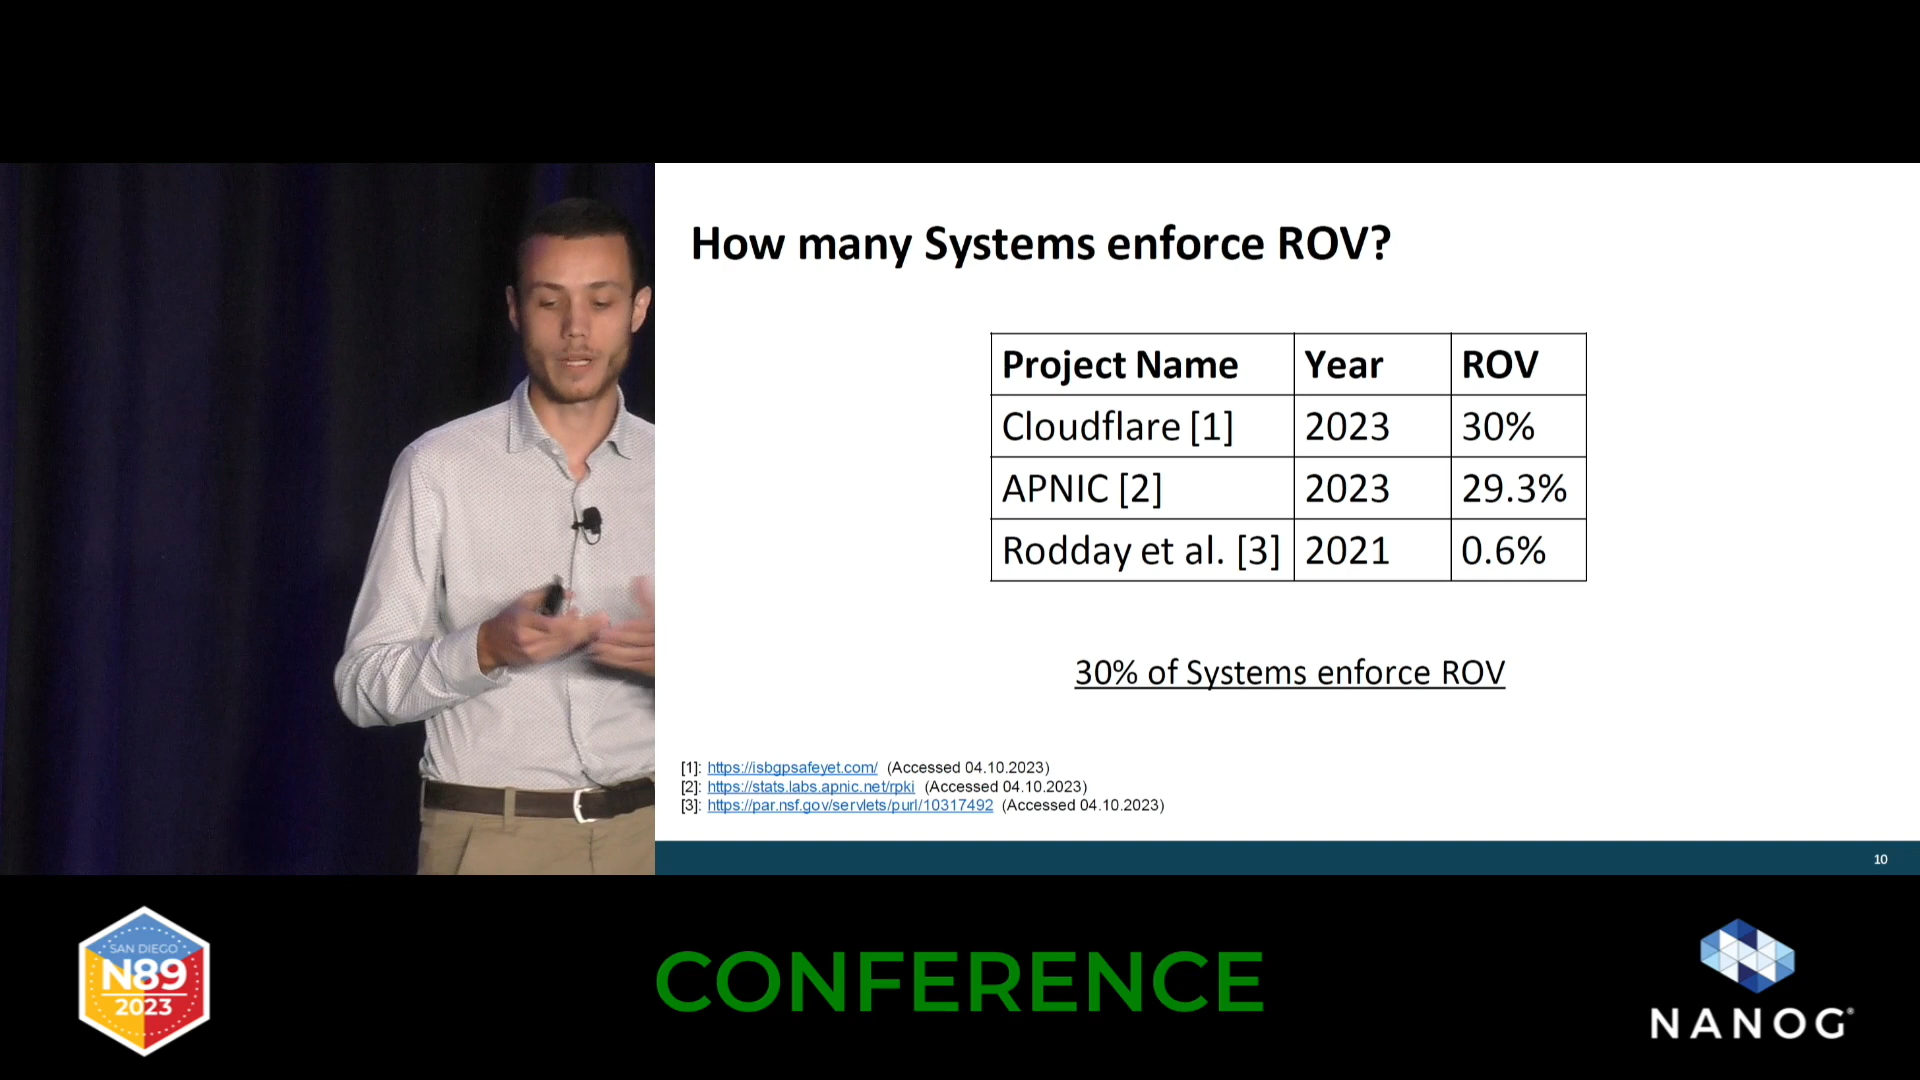 How many Systems enforce ROV?
Project Name Year ROV
Cloudflare [1] 2023 30%
APNIC [2] 2023 29.3%
Rodday et al. [3] 2021 0.6%
30% of Systems enforce ROV
[1]: https://isbgpsafeyet.com/ (Accessed 04.10.2023)
[2]: https://stats.labs.apnic.net/rpki (Accessed 04.10.2023)
[3]: https://par.nsf.gov/servlets/purl/10317492 (Accessed 04.10.2023)
10
SAN DIEGO
N89
2023
CONFERENCE
NANOG®